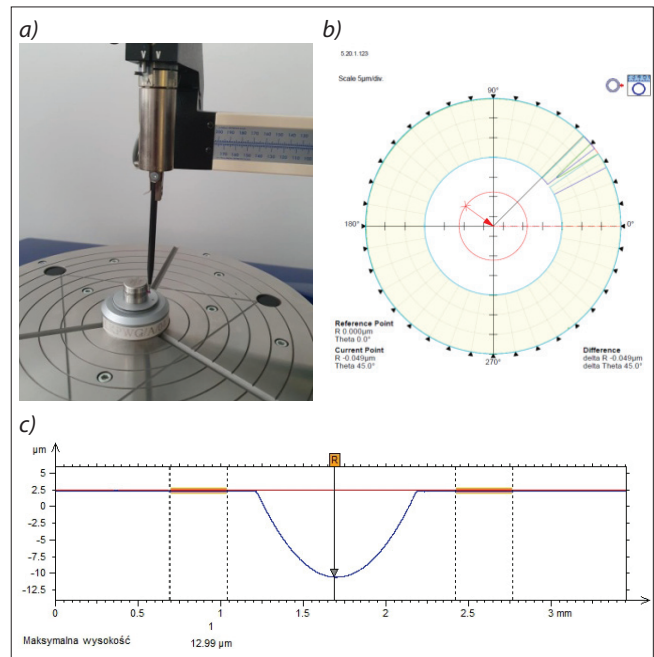 a)
b)
5.20.1.123
Scale 5µm/div.
90°
180°
0°
270°
Reference Point
R 0.000µm
Theta 0.0°
Current Point
R -0.049µm
Theta 45.0°
Difference
delta R -0.049µm
delta Theta 45.0°
c)
µm
R
5
2.5
0
-2.5
-5
-7.5
-10
-12.5
0 0.5 1 1.5 2 2.5 3 mm
1
Maksymalna wysokość 12.99 µm